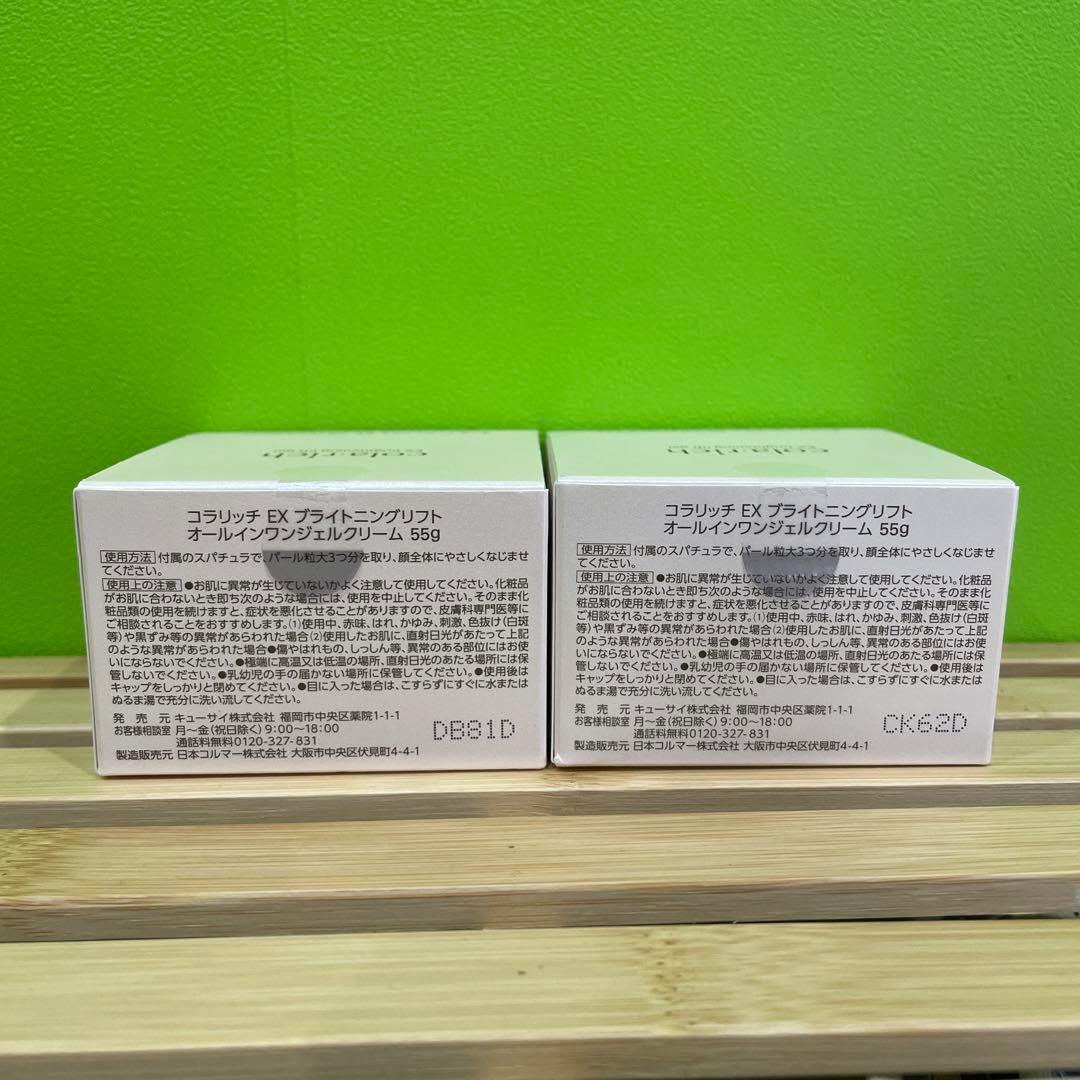 cola:rich
コラリッチ EX ブライトニングリフト
オールインワンジェルクリーム 55g
使用方法 付属のスパチュラで、パール粒大3つ分を取り、顔全体にやさしくなじませ
てください。
使用上の注意 ●お肌に異常が生じていないかよく注意して使用してください。化粧品
がお肌に合わないとき即ち次のような場合には、使用を中止してください。そのまま化
粧品類の使用を続けますと、症状を悪化させることがありますので、皮膚科専門医等に
ご相談されることをおすすめします。(1)使用中、赤味、はれ、かゆみ、刺激、色抜け(白斑
等)や黒ずみ等の異常があらわれた場合(2)使用したお肌に、直射日光があたって上記
のような異常があらわれた場合●傷やはれもの、しっしん等、異常のある部位にはお使
いにならないでください。●極端に高温又は低温の場所、直射日光のあたる場所には保
管しないでください。●乳幼児の手の届かない場所に保管してください。●使用後は
キャップをしっかりと閉めてください。●目に入った場合は、こすらずにすぐに水または
ぬるま湯で充分に洗い流してください。
発売元 キューサイ株式会社 福岡市中央区薬院1-1-1
お客様相談室 月～金(祝日除く)9:00～18:00
通話料無料0120-327-831
製造販売元 日本コルマー株式会社 大阪市中央区伏見町4-4-1
DB81D
cola:rich
コラリッチ EX ブライトニングリフト
オールインワンジェルクリーム 55g
使用方法 付属のスパチュラで、パール粒大3つ分を取り、顔全体にやさしくなじませ
てください。
使用上の注意 ●お肌に異常が生じていないかよく注意して使用してください。化粧品
がお肌に合わないとき即ち次のような場合には、使用を中止してください。そのまま化
粧品類の使用を続けますと、症状を悪化させることがありますので、皮膚科専門医等に
ご相談されることをおすすめします。(1)使用中、赤味、はれ、かゆみ、刺激、色抜け(白斑
等)や黒ずみ等の異常があらわれた場合(2)使用したお肌に、直射日光があたって上記
のような異常があらわれた場合●傷やはれもの、しっしん等、異常のある部位にはお使
いにならないでください。●極端に高温又は低温の場所、直射日光のあたる場所には保
管しないでください。●乳幼児の手の届かない場所に保管してください。●使用後は
キャップをしっかりと閉めてください。●目に入った場合は、こすらずにすぐに水または
ぬるま湯で充分に洗い流してください。
発売元 キューサイ株式会社 福岡市中央区薬院1-1-1
お客様相談室 月～金(祝日除く)9:00～18:00
通話料無料0120-327-831
製造販売元 日本コルマー株式会社 大阪市中央区伏見町4-4-1
CK62D